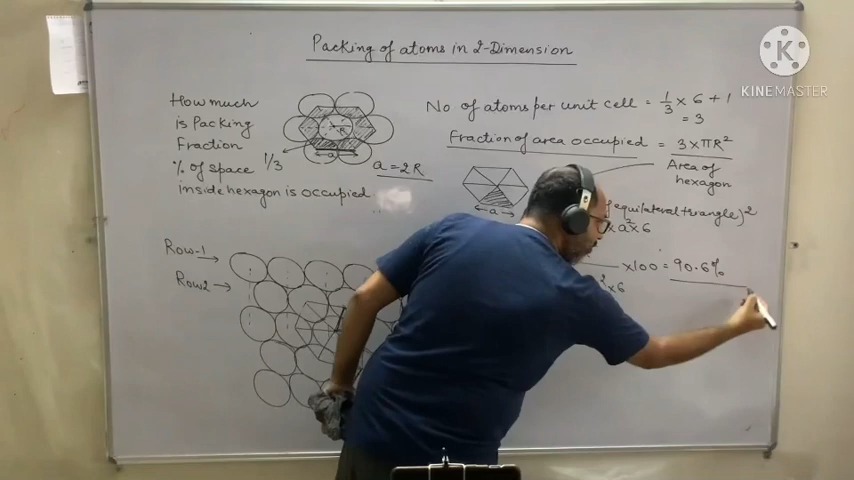 Packing of atoms in 2-Dimension
KINEMASTER
How much
is Packing
Fraction
% of space 1/3
inside hexagon is occupied
R
a
a = 2R
No of atoms per unit cell = 1/3 × 6 + 1
= 3
Fraction of area occupied = 3 × πR²
Area of
hexagon
a
equilateral triangle)²
× a² × 6
× 100 = 90.6%
² × 6
Row-1 →
Row2 →